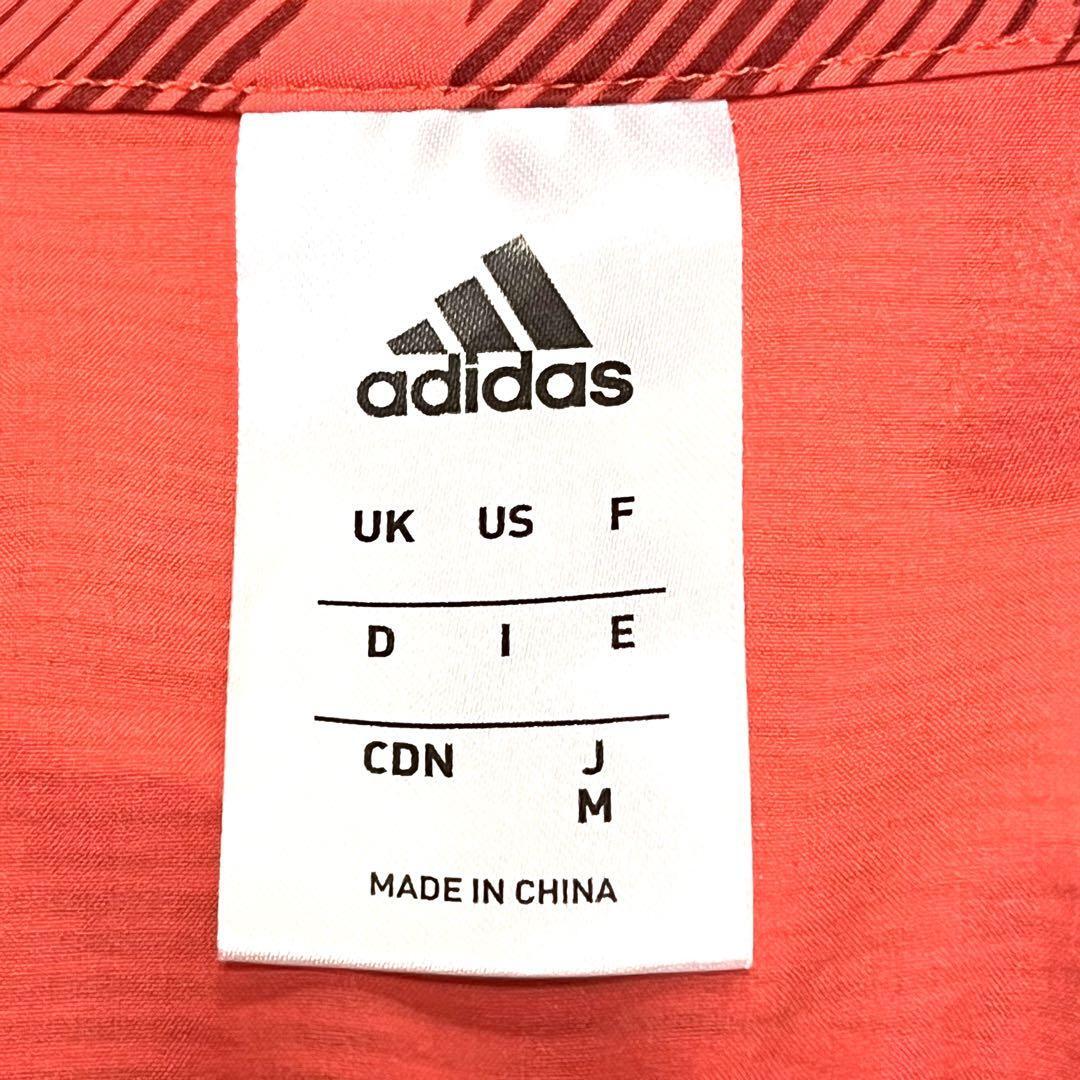 adidas
UK US F
D I E
CDN J
M
MADE IN CHINA